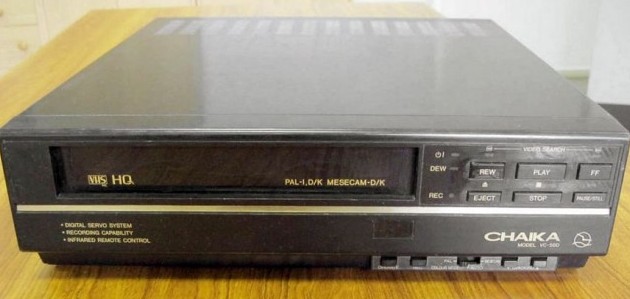 VIDEO SEARCH
DEW
REW
PLAY
FF
VHS HQ
PAL-I,D/K MESECAM-D/K
REC
EJECT
STOP
PAUSE/STILL
• DIGITAL SERVO SYSTEM
• RECORDING CAPABILITY
• INFRARED REMOTE CONTROL
CHAIKA
MODEL